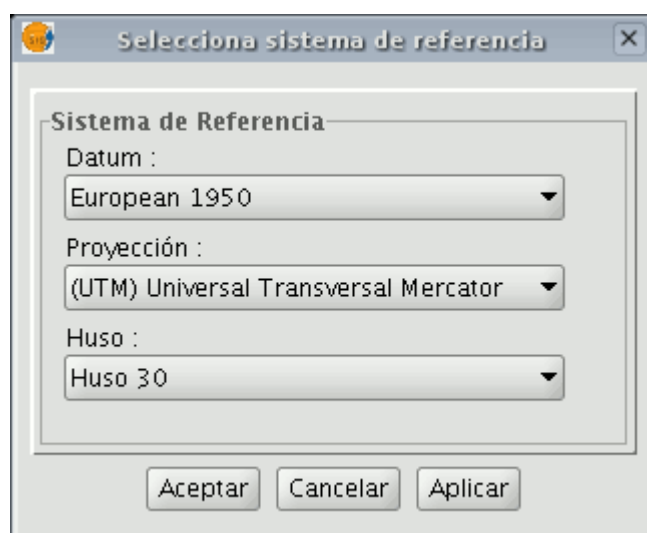 Selecciona sistema de referencia
Sistema de Referencia
Datum :
European 1950
Proyección :
(UTM) Universal Transversal Mercator
Huso :
Huso 30
Aceptar Cancelar Aplicar